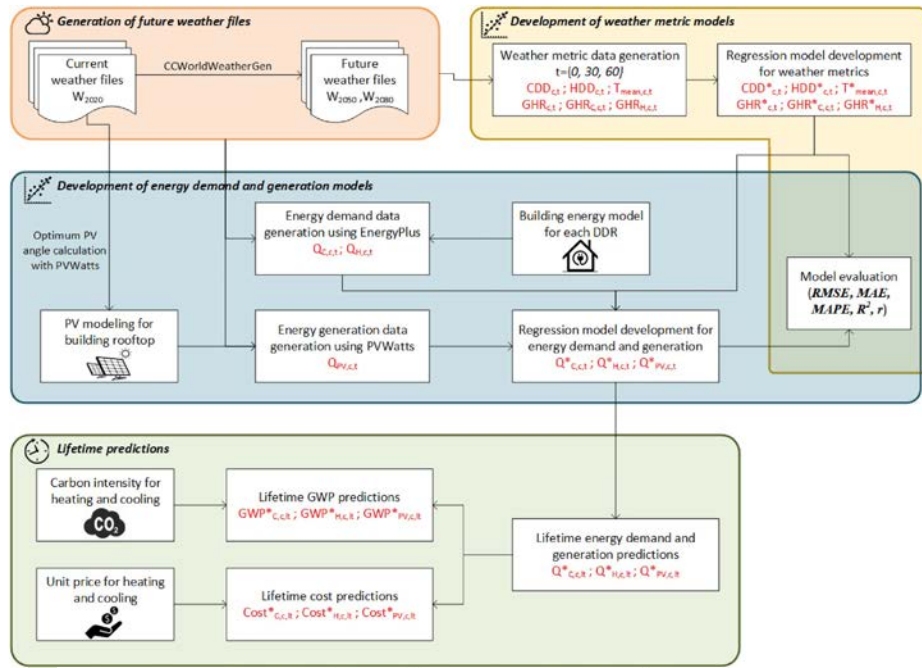 Generation of future weather files
Current
weather files
W2020
CCWorldWeatherGen
Future
weather files
W2050 ,W2080
Development of weather metric models
Weather metric data generation
t={0, 30, 60}
CDDc,t ; HDDc,t ; Tmean,c,t
GHRc,t ; GHRC,c,t ; GHRH,c,t
Regression model development
for weather metrics
CDD*c,t ; HDD*c,t ; T*mean,c,t
GHR*c,t ; GHR*C,c,t ; GHR*H,c,t
Development of energy demand and generation models
Optimum PV
angle calculation
with PVWatts
Energy demand data
generation using EnergyPlus
QC,c,t ; QH,c,t
Building energy model
for each DDR
Model evaluation
(RMSE, MAE,
MAPE, R², r)
PV modeling for
building rooftop
Energy generation data
generation using PVWatts
QPV,c,t
Regression model development for
energy demand and generation
Q*C,c,t ; Q*H,c,t ; Q*PV,c,t
Lifetime predictions
Carbon intensity for
heating and cooling
CO2
Lifetime GWP predictions
GWP*C,c,lt ; GWP*H,c,lt ; GWP*PV,c,lt
Lifetime energy demand and
generation predictions
Q*C,c,lt ; Q*H,c,lt ; Q*PV,c,lt
Unit price for heating
and cooling
Lifetime cost predictions
Cost*C,c,lt ; Cost*H,c,lt ; Cost*PV,c,lt